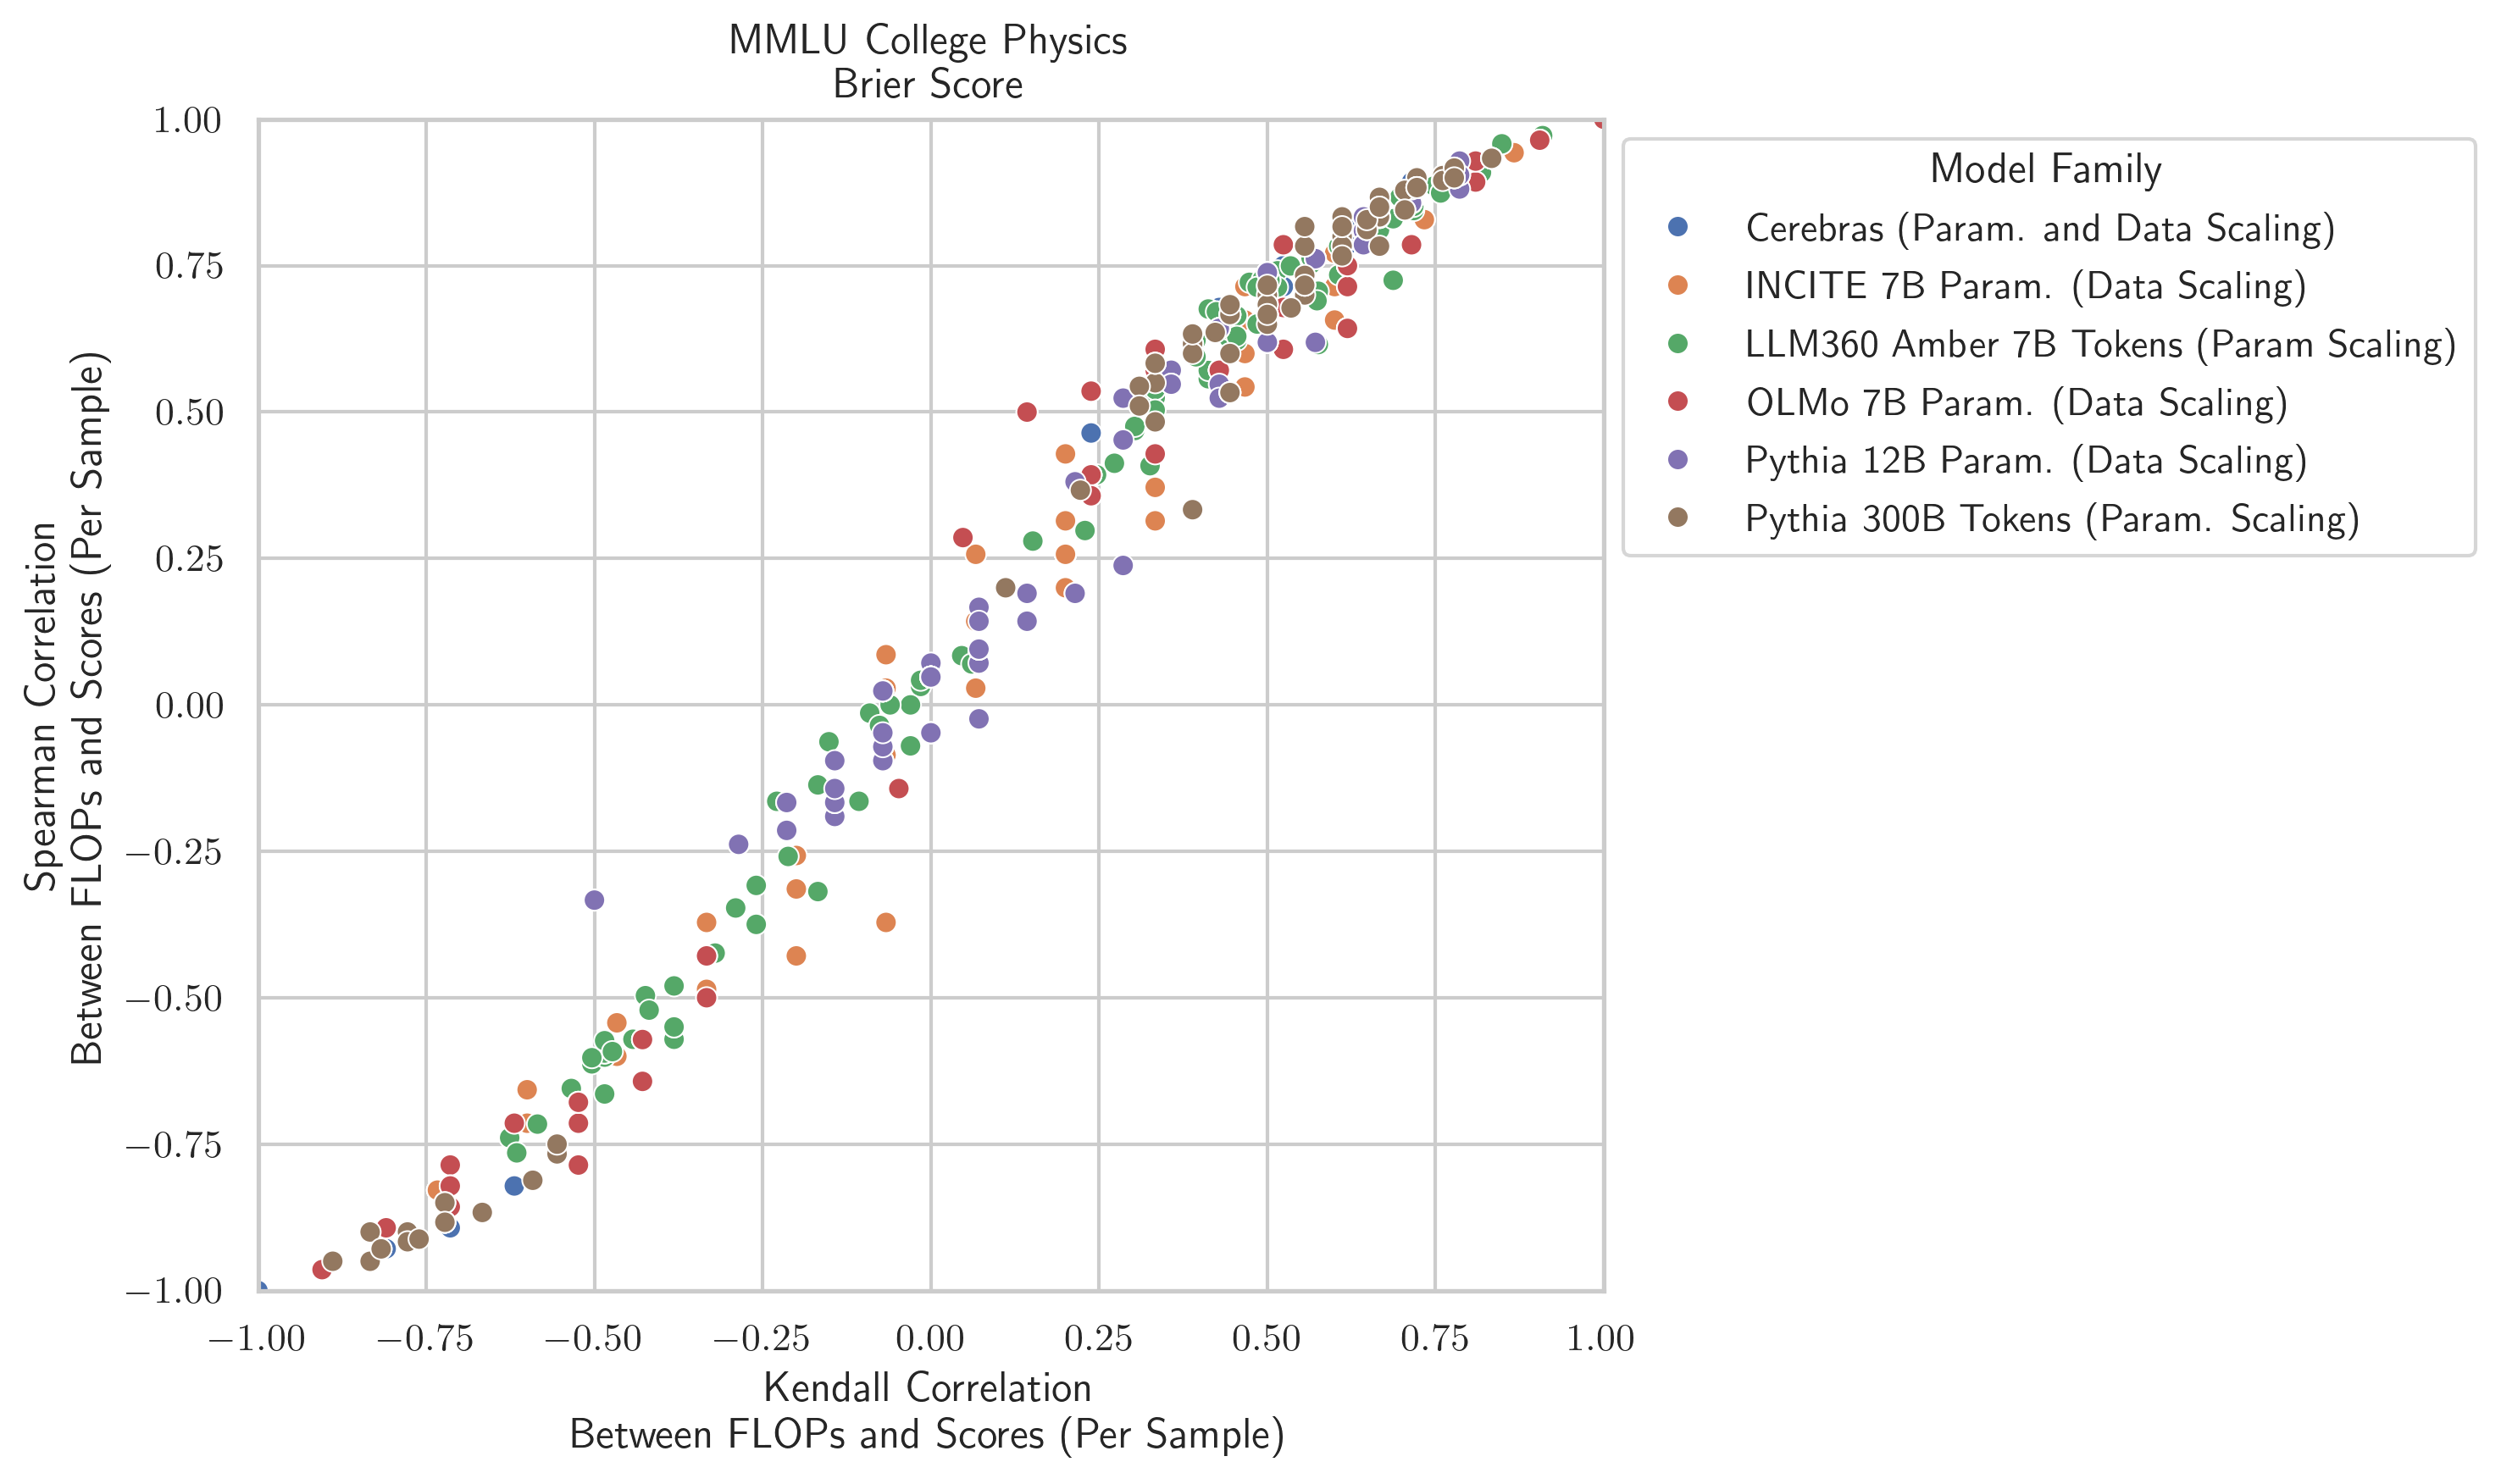 MMLU College Physics
Brier Score
Spearman Correlation
Between FLOPs and Scores (Per Sample)
1.00
0.75
0.50
0.25
0.00
−0.25
−0.50
−0.75
−1.00
−1.00 −0.75 −0.50 −0.25 0.00 0.25 0.50 0.75 1.00
Kendall Correlation
Between FLOPs and Scores (Per Sample)
Model Family
Cerebras (Param. and Data Scaling)
INCITE 7B Param. (Data Scaling)
LLM360 Amber 7B Tokens (Param Scaling)
OLMo 7B Param. (Data Scaling)
Pythia 12B Param. (Data Scaling)
Pythia 300B Tokens (Param. Scaling)